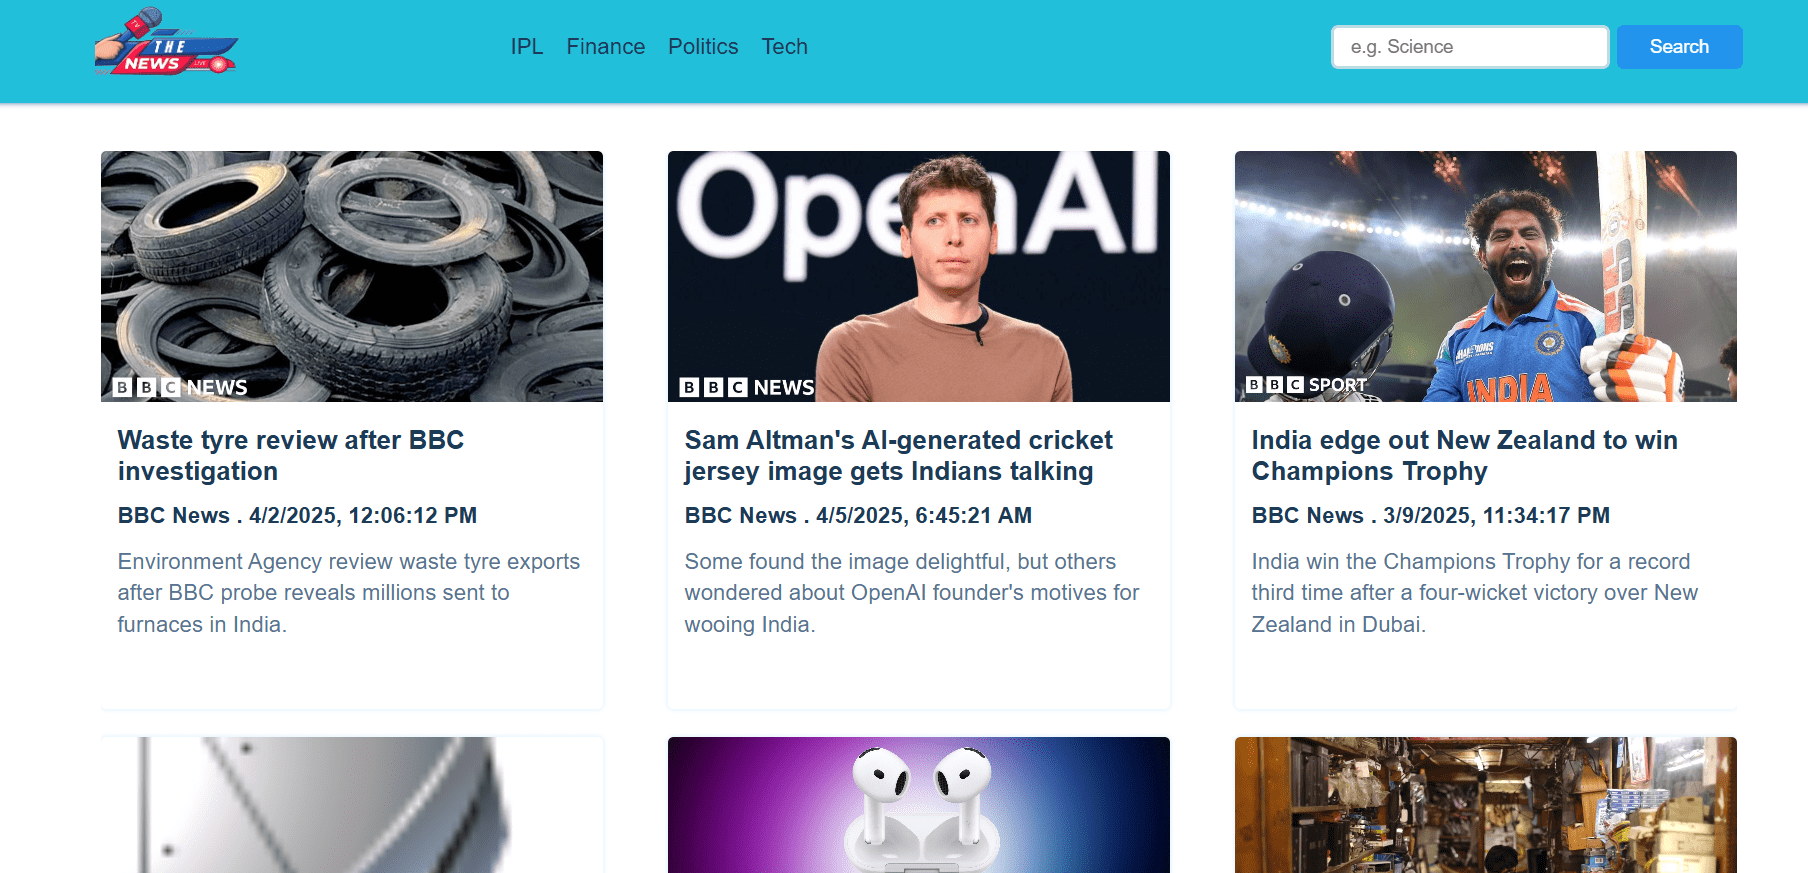 TV
THE
NEWS LIVE
IPL Finance Politics Tech
e.g. Science
Search
BBC NEWS
OpenAI
BBC NEWS
BBC SPORT
CHAMPIONS
INDIA
Waste tyre review after BBC
investigation
BBC News . 4/2/2025, 12:06:12 PM
Environment Agency review waste tyre exports
after BBC probe reveals millions sent to
furnaces in India.
Sam Altman's AI-generated cricket
jersey image gets Indians talking
BBC News . 4/5/2025, 6:45:21 AM
Some found the image delightful, but others
wondered about OpenAI founder's motives for
wooing India.
India edge out New Zealand to win
Champions Trophy
BBC News . 3/9/2025, 11:34:17 PM
India win the Champions Trophy for a record
third time after a four-wicket victory over New
Zealand in Dubai.